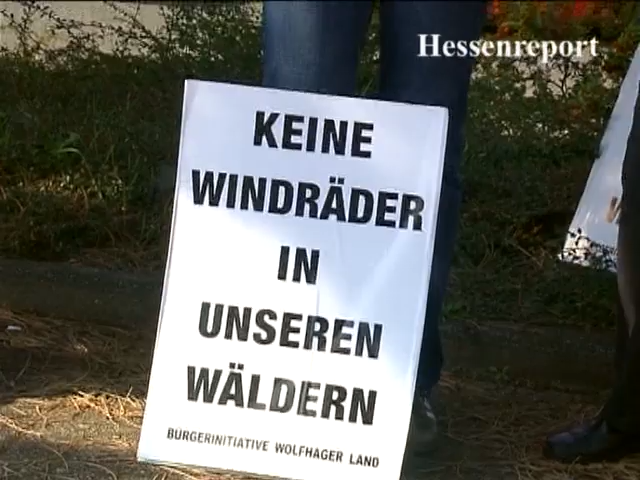 Hessenreport
KEINE
WINDRÄDER
IN
UNSEREN
WÄLDERN
BÜRGERINITIATIVE WOLFHAGER LAND